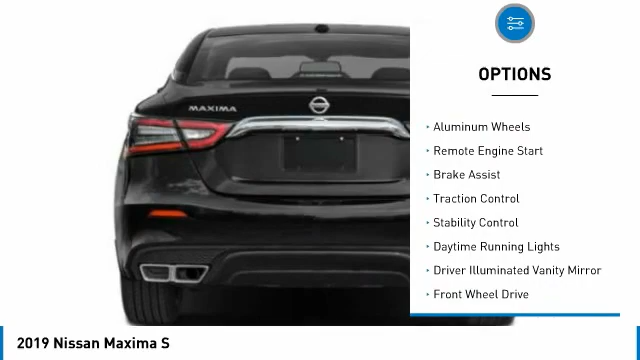 MAXIMA
OPTIONS
• Aluminum Wheels
• Remote Engine Start
• Brake Assist
• Traction Control
• Stability Control
• Daytime Running Lights
• Driver Illuminated Vanity Mirror
• Front Wheel Drive
2019 Nissan Maxima S